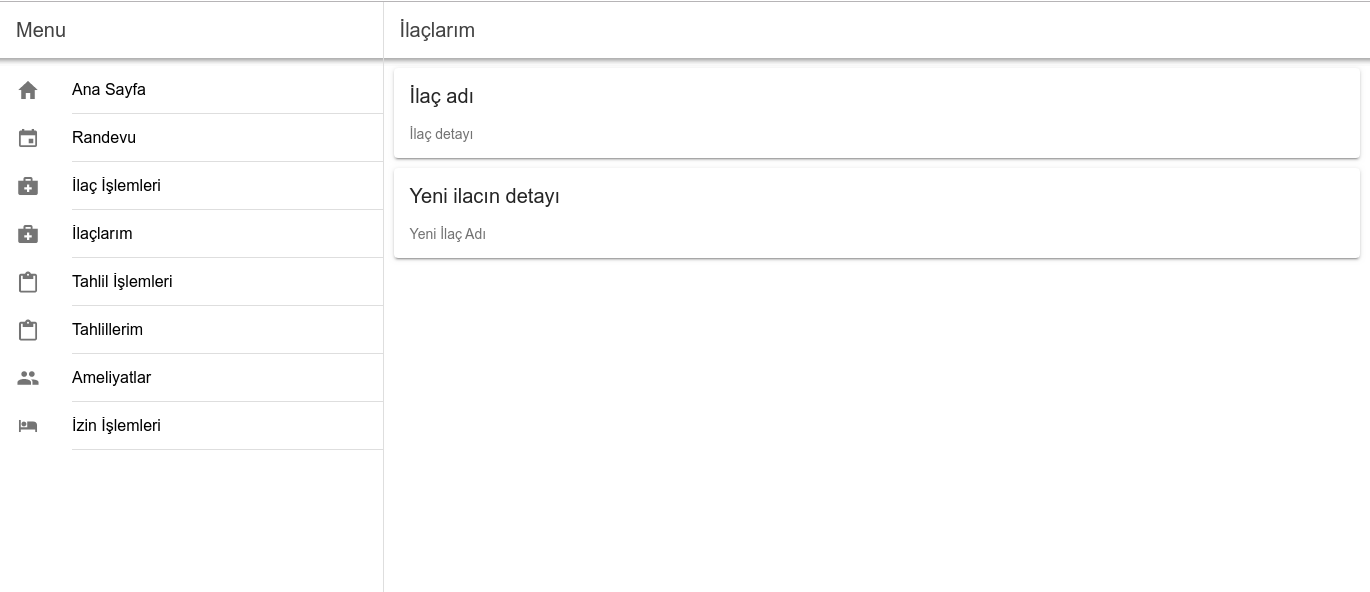 Menu
Ana Sayfa
Randevu
İlaç İşlemleri
İlaçlarım
Tahlil İşlemleri
Tahlillerim
Ameliyatlar
İzin İşlemleri
İlaçlarım
İlaç adı
İlaç detayı
Yeni ilacın detayı
Yeni İlaç Adı